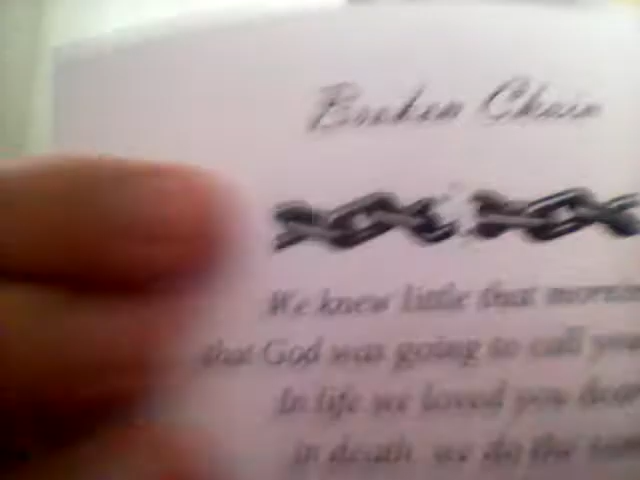 Broken Chain
We knew little that
that God was going to call
In life we loved you
in death we do the